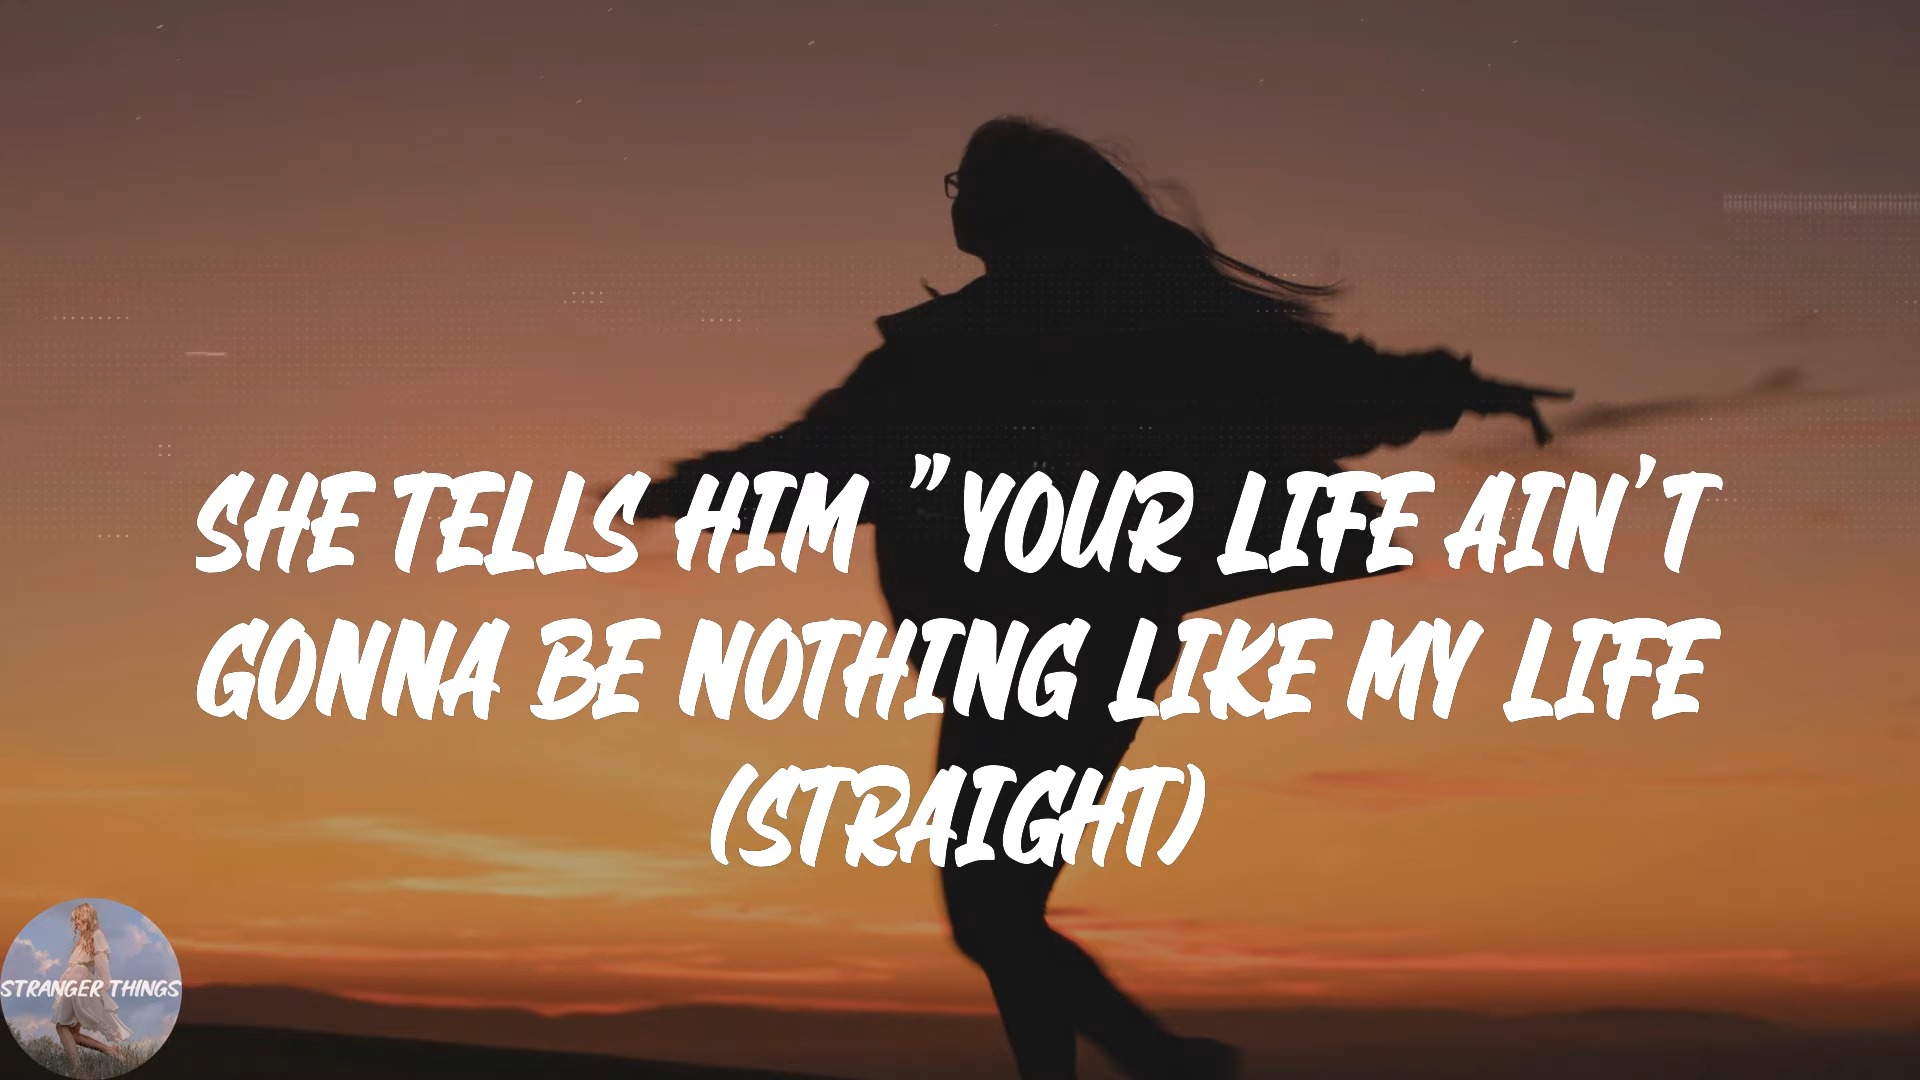 SHE TELLS HIM "YOUR LIFE AIN'T
GONNA BE NOTHING LIKE MY LIFE
(STRAIGHT)
STRANGER THINGS